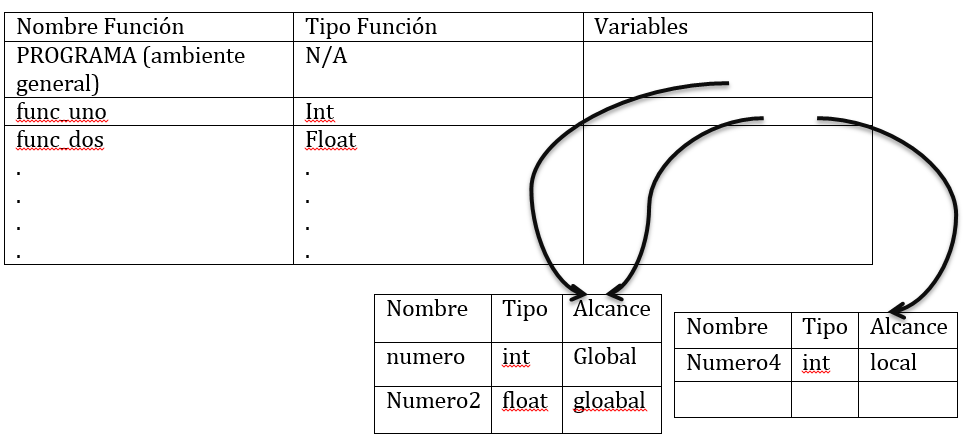 Nombre Función Tipo Función Variables
PROGRAMA (ambiente N/A
general)
func_uno Int
func_dos Float
. .
. .
. .
. .
Nombre Tipo Alcance
numero int Global
Numero2 float gloabal
Nombre Tipo Alcance
Numero4 int local